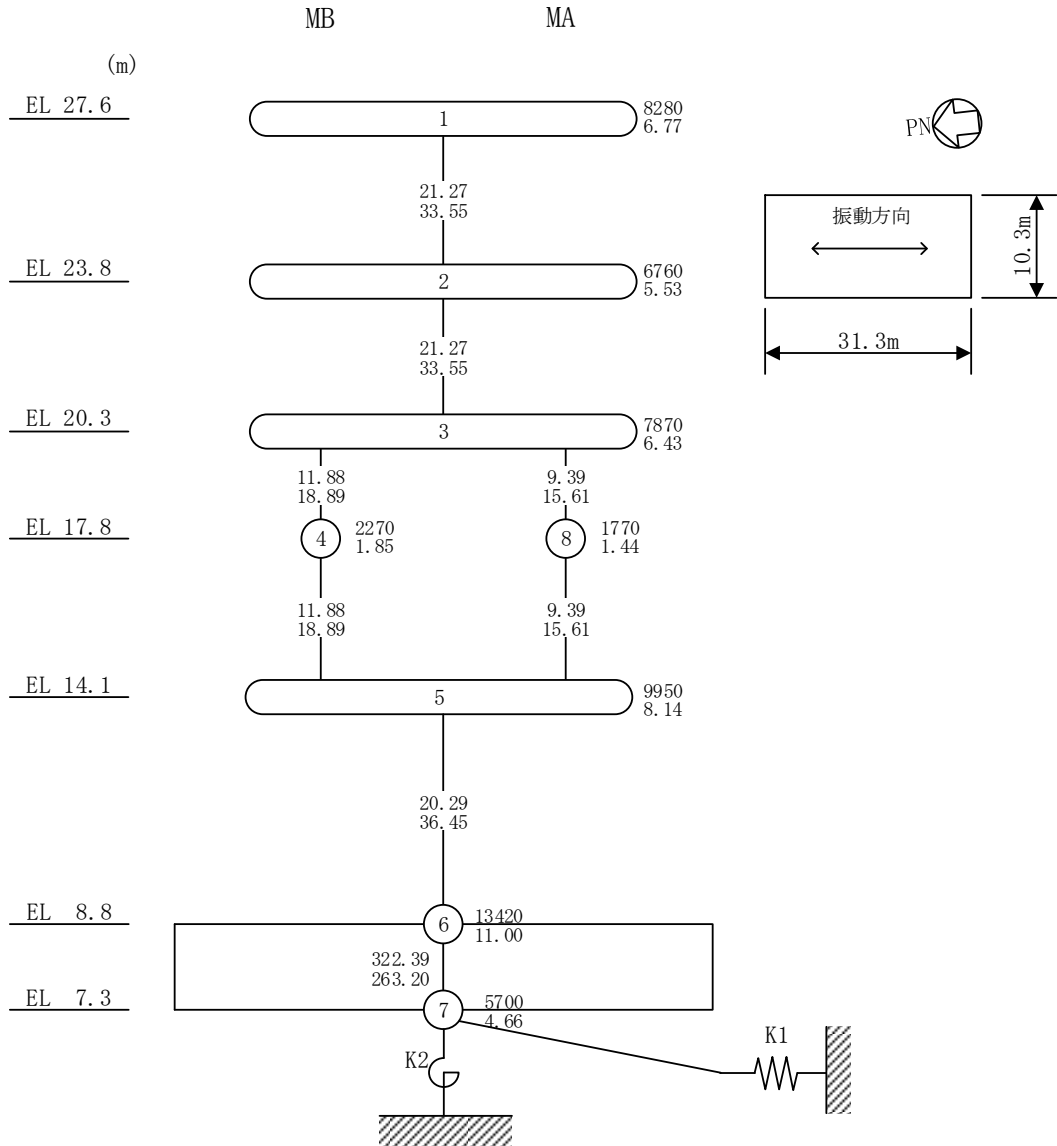 MB
MA
(m)
EL 27.6
1
8280
6.77
PN
21.27
33.55
振動方向
10.3m
31.3m
EL 23.8
2
6760
5.53
21.27
33.55
EL 20.3
3
7870
6.43
11.88
18.89
9.39
15.61
EL 17.8
4
2270
1.85
8
1770
1.44
11.88
18.89
9.39
15.61
EL 14.1
5
9950
8.14
20.29
36.45
EL 8.8
6
13420
11.00
322.39
263.20
EL 7.3
7
5700
4.66
K2
K1